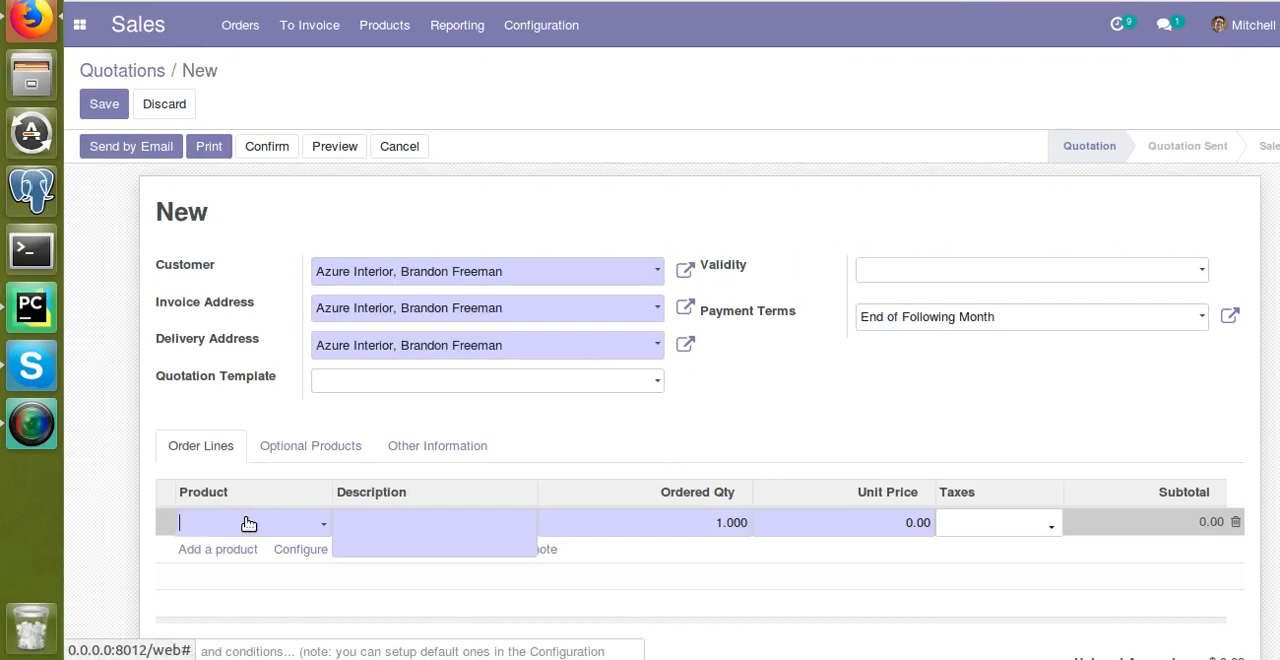 Sales Orders To Invoice Products Reporting Configuration 9 1 Mitchell
Quotations / New
Save Discard
Send by Email Print Confirm Preview Cancel Quotation Quotation Sent Sale
New
Customer Azure Interior, Brandon Freeman Validity
Invoice Address Azure Interior, Brandon Freeman Payment Terms End of Following Month
Delivery Address Azure Interior, Brandon Freeman
Quotation Template
Order Lines Optional Products Other Information
Product Description Ordered Qty Unit Price Taxes Subtotal
1.000 0.00 0.00
Add a product Configure ote
0.0.0.0:8012/web# and conditions... (note: you can setup default ones in the Configuration
PC
S